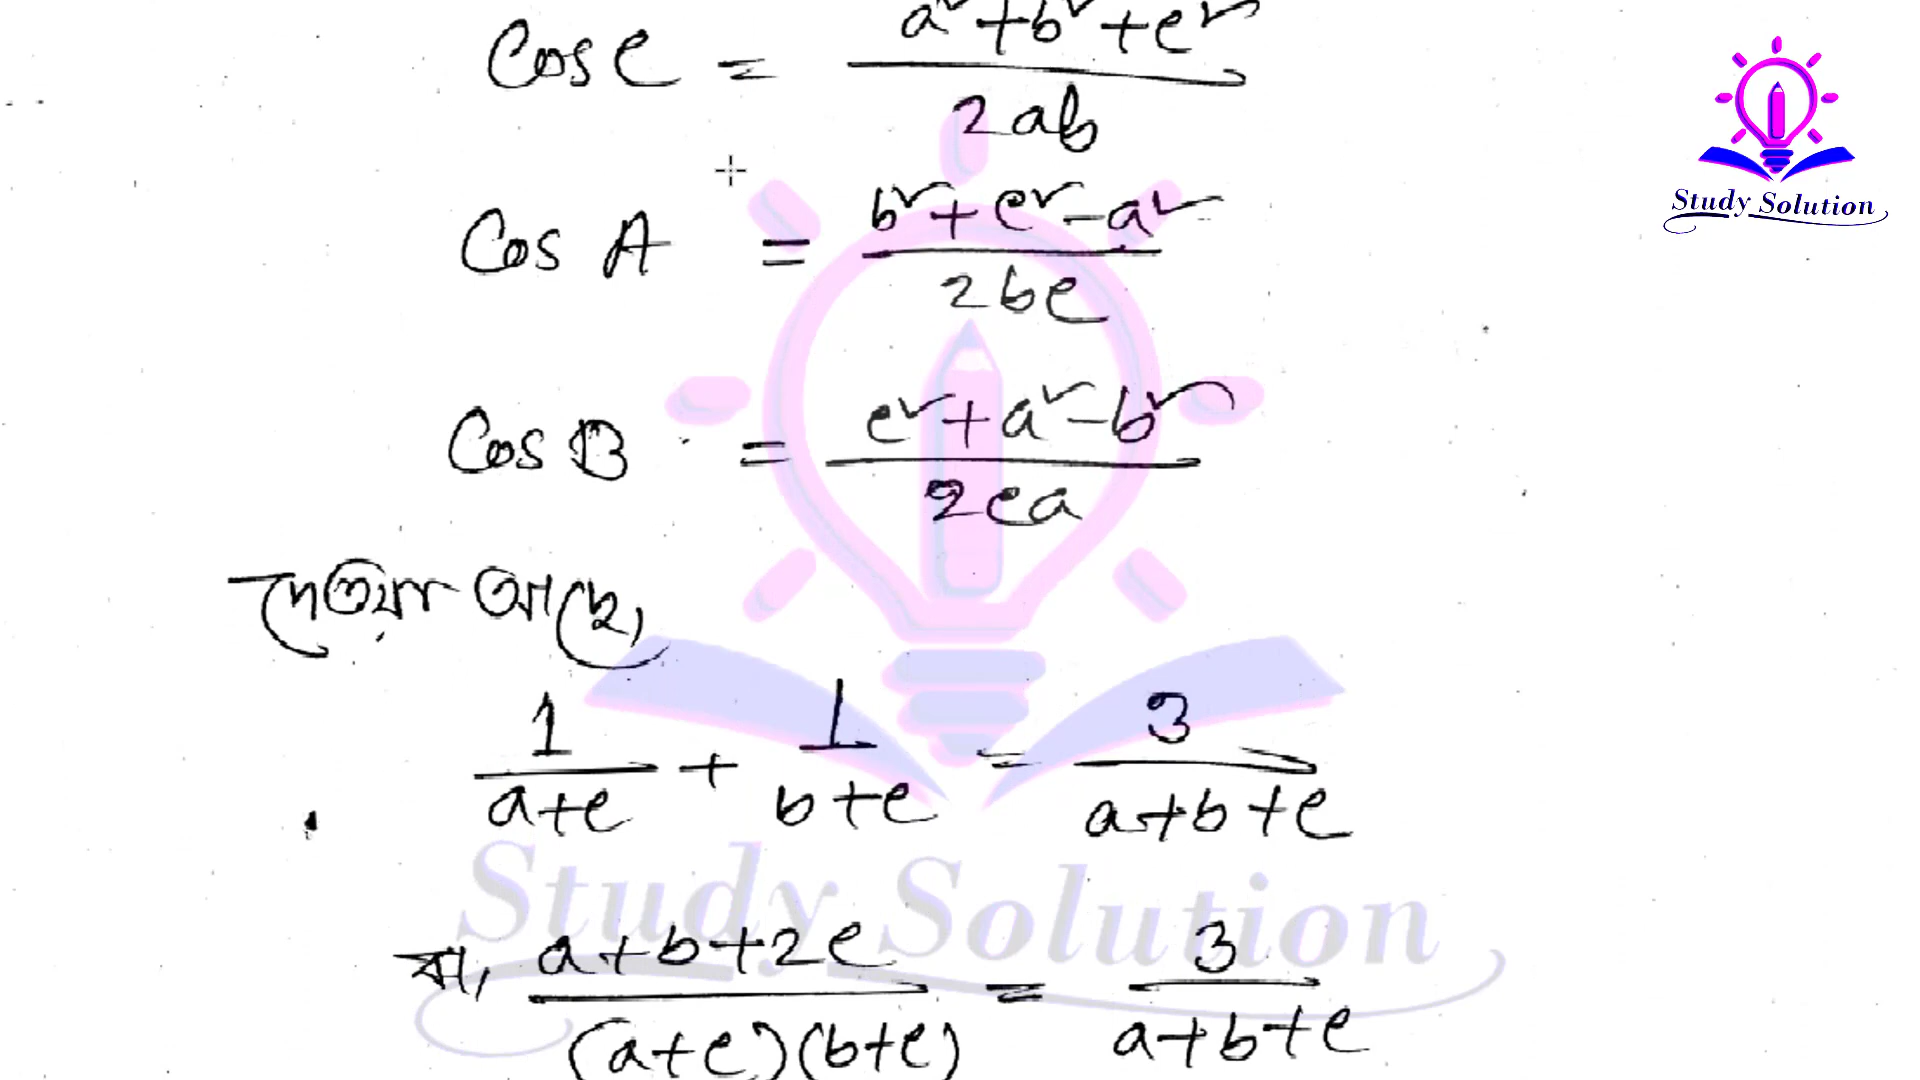 Cos C = a² + b² + c² / 2ab
Study Solution
Cos A = b² + c² - a² / 2bc
Cos B = c² + a² - b² / 2ca
দেওয়া আছে,
1 / a+c + 1 / b+c = 3 / a+b+c
Study Solution
বা, a+b+2c / (a+c)(b+c) = 3 / a+b+c